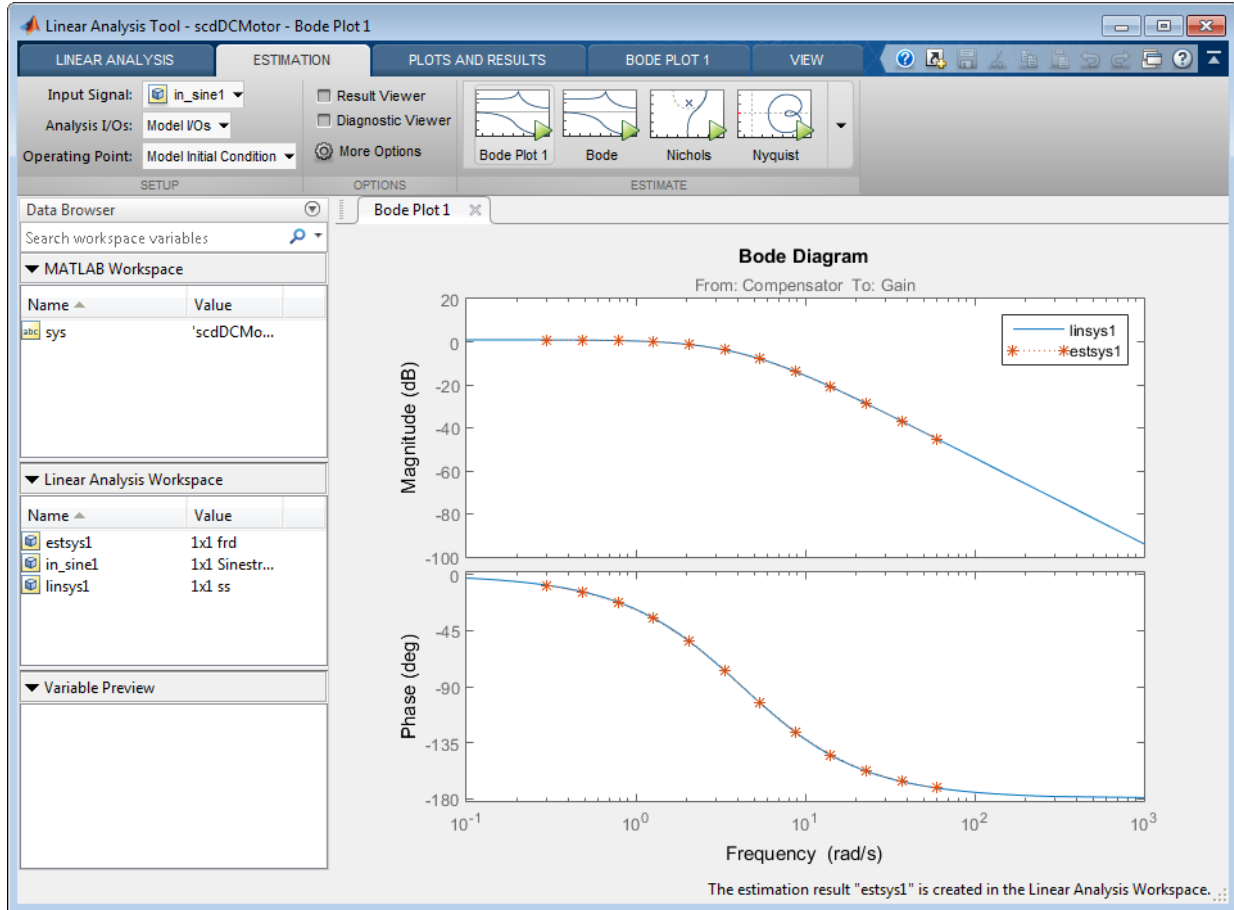 Linear Analysis Tool - scdDCMotor - Bode Plot 1
LINEAR ANALYSIS ESTIMATION PLOTS AND RESULTS BODE PLOT 1 VIEW
Input Signal: in_sine1
Analysis I/Os: Model I/Os
Operating Point: Model Initial Condition
SETUP
Result Viewer
Diagnostic Viewer
More Options
OPTIONS
Bode Plot 1 Bode Nichols Nyquist
ESTIMATE
Data Browser
Search workspace variables
MATLAB Workspace
Name Value
abc sys 'scdDCMo...
Linear Analysis Workspace
Name Value
estsys1 1x1 frd
in_sine1 1x1 Sinestr...
linsys1 1x1 ss
Variable Preview
Bode Plot 1
Bode Diagram
From: Compensator To: Gain
linsys1
estsys1
Magnitude (dB)
20
0
-20
-40
-60
-80
-100
Phase (deg)
0
-45
-90
-135
-180
10^-1 10^0 10^1 10^2 10^3
Frequency (rad/s)
The estimation result "estsys1" is created in the Linear Analysis Workspace.